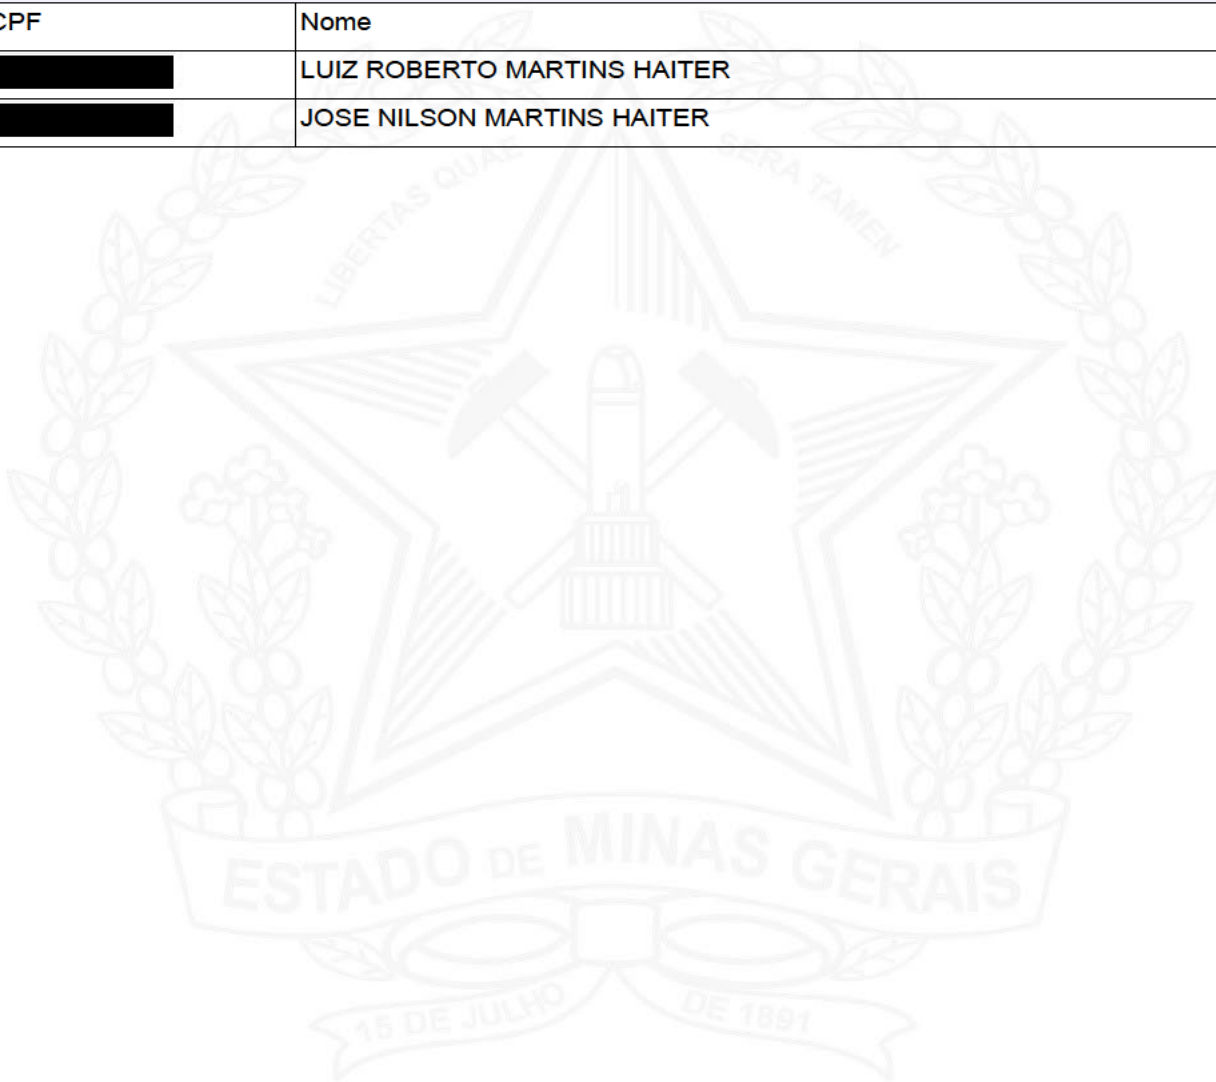 CPF Nome
LUIZ ROBERTO MARTINS HAITER
JOSE NILSON MARTINS HAITER
LIBERTAS QUAE SERA TAMEN
ESTADO DE MINAS GERAIS
15 DE JULHO DE 1891